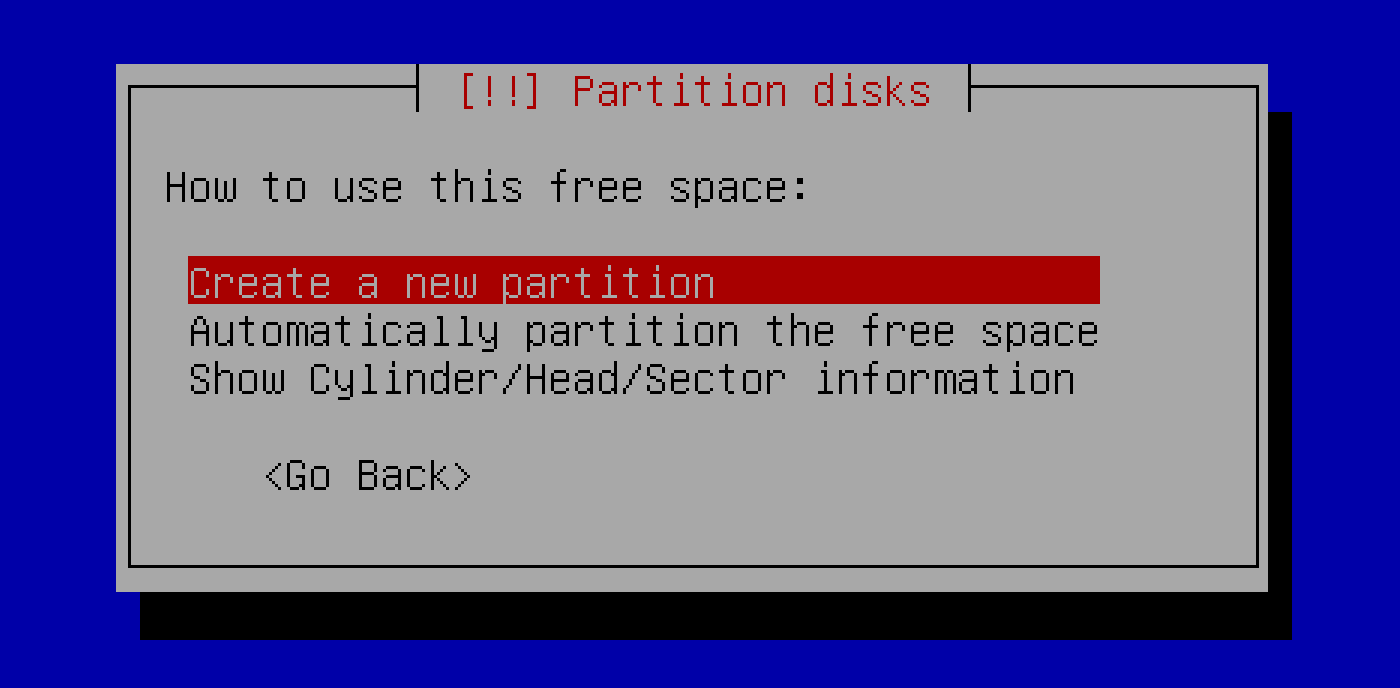 [!!] Partition disks
How to use this free space:
Create a new partition
Automatically partition the free space
Show Cylinder/Head/Sector information
<Go Back>